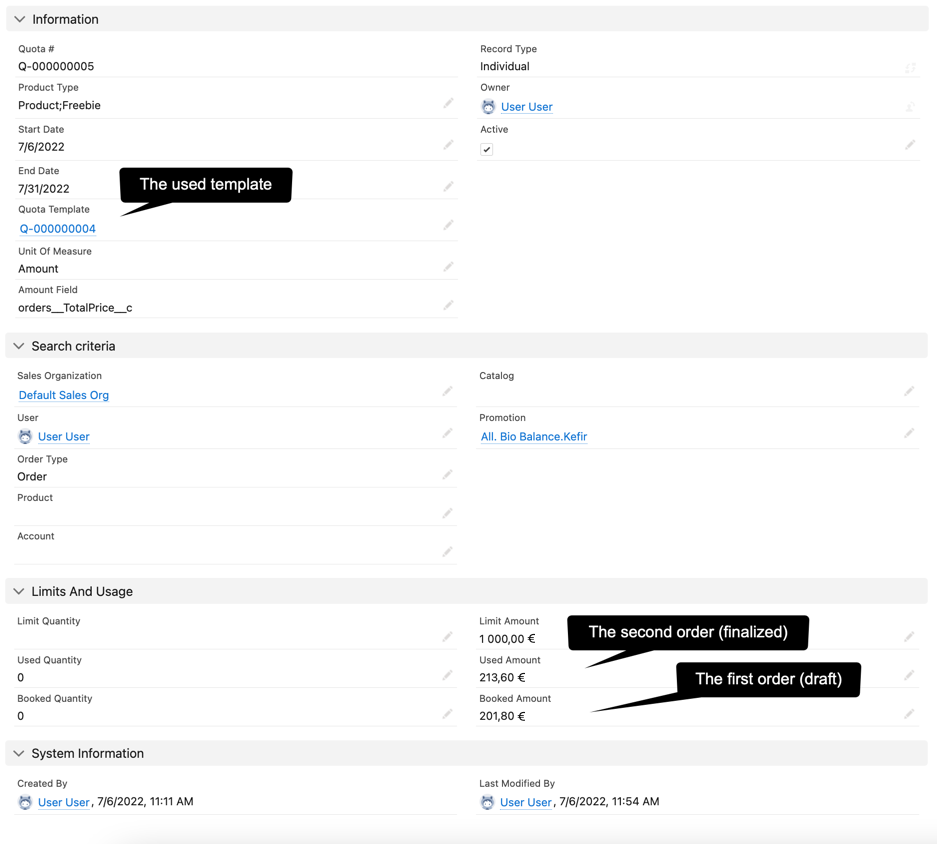 Information
Quota #
Q-000000005
Record Type
Individual
Product Type
Product;Freebie
Owner
User User
Start Date
7/6/2022
Active
End Date
7/31/2022
The used template
Quota Template
Q-000000004
Unit Of Measure
Amount
Amount Field
orders__TotalPrice__c
Search criteria
Sales Organization
Default Sales Org
Catalog
User
User User
Promotion
All. Bio Balance.Kefir
Order Type
Order
Product
Account
Limits And Usage
Limit Quantity
Limit Amount
1 000,00 €
The second order (finalized)
Used Quantity
0
Used Amount
213,60 €
The first order (draft)
Booked Quantity
0
Booked Amount
201,80 €
System Information
Created By
User User, 7/6/2022, 11:11 AM
Last Modified By
User User, 7/6/2022, 11:54 AM